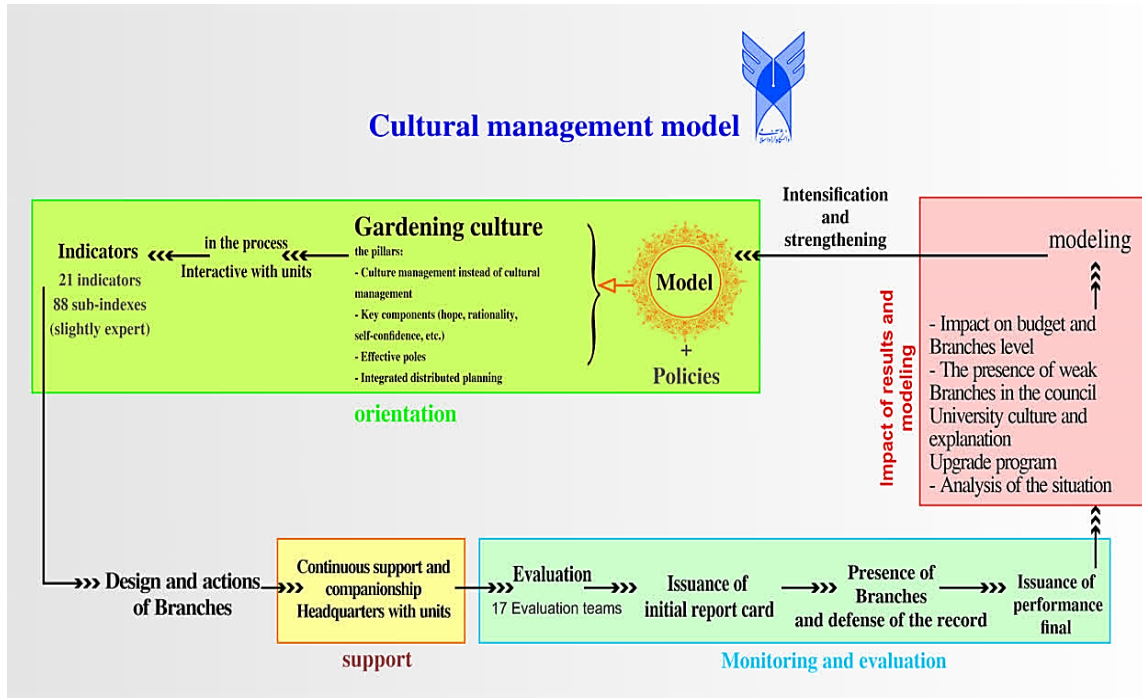 Cultural management model
Intensification
and
strengthening
modeling
- Impact on budget and
Branches level
- The presence of weak
Branches in the council
University culture and
explanation
Upgrade program
- Analysis of the situation
Impact of results and
modeling
Model
+
Policies
Gardening culture
the pillars:
- Culture management instead of cultural
management
- Key components (hope, rationality,
self-confidence, etc.)
- Effective poles
- Integrated distributed planning
in the process
Interactive with units
Indicators
21 indicators
88 sub-indexes
(slightly expert)
orientation
Design and actions
of Branches
Continuous support and
companionship
Headquarters with units
support
Evaluation
17 Evaluation teams
Issuance of
initial report card
Presence of
Branches
and defense of the record
Issuance of
performance
final
Monitoring and evaluation